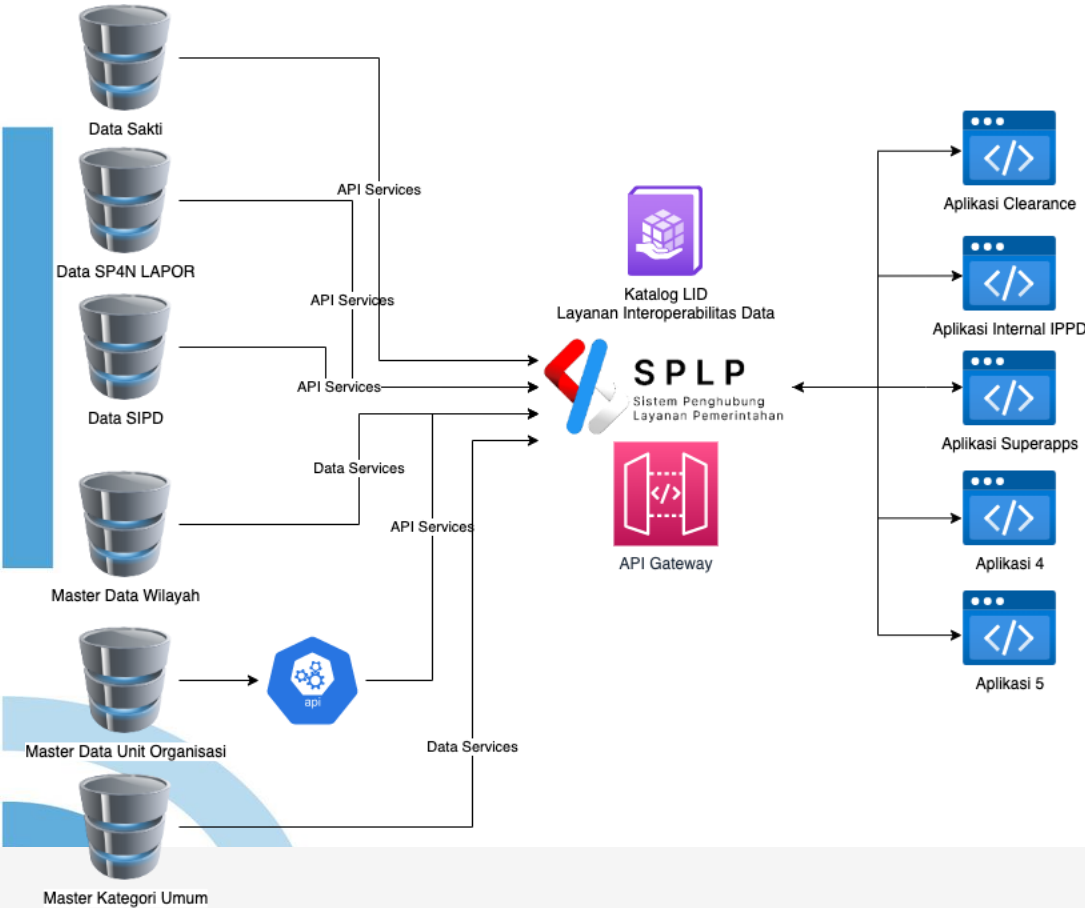 Data Sakti
API Services
Data SP4N LAPOR
API Services
Data SIPD
API Services
Master Data Wilayah
Data Services
Master Data Unit Organisasi
api
API Services
Master Kategori Umum
Data Services
Katalog LID
Layanan Interoperabilitas Data
SPLP
Sistem Penghubung
Layanan Pemerintahan
</>
API Gateway
</>
Aplikasi Clearance
</>
Aplikasi Internal IPPD
</>
Aplikasi Superapps
</>
Aplikasi 4
</>
Aplikasi 5